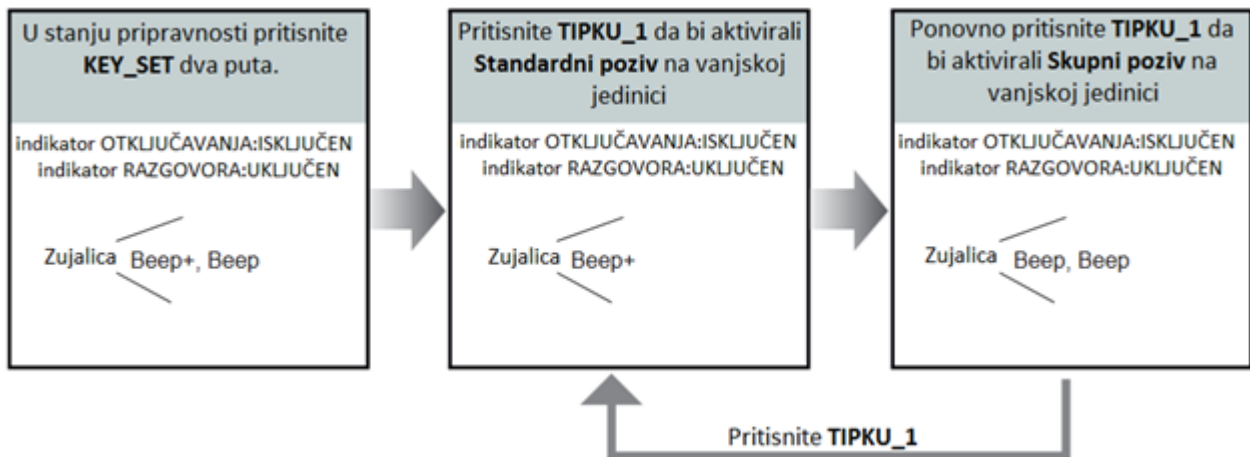 U stanju pripravnosti pritisnite
KEY_SET dva puta.
indikator OTKLJUČAVANJA:ISKLJUČEN
indikator RAZGOVORA:UKLJUČEN
Zujalica Beep+, Beep
Pritisnite TIPKU_1 da bi aktivirali
Standardni poziv na vanjskoj
jedinici
indikator OTKLJUČAVANJA:ISKLJUČEN
indikator RAZGOVORA:UKLJUČEN
Zujalica Beep+
Ponovno pritisnite TIPKU_1 da
bi aktivirali Skupni poziv na
vanjskoj jedinici
indikator OTKLJUČAVANJA:ISKLJUČEN
indikator RAZGOVORA:UKLJUČEN
Zujalica Beep, Beep
Pritisnite TIPKU_1